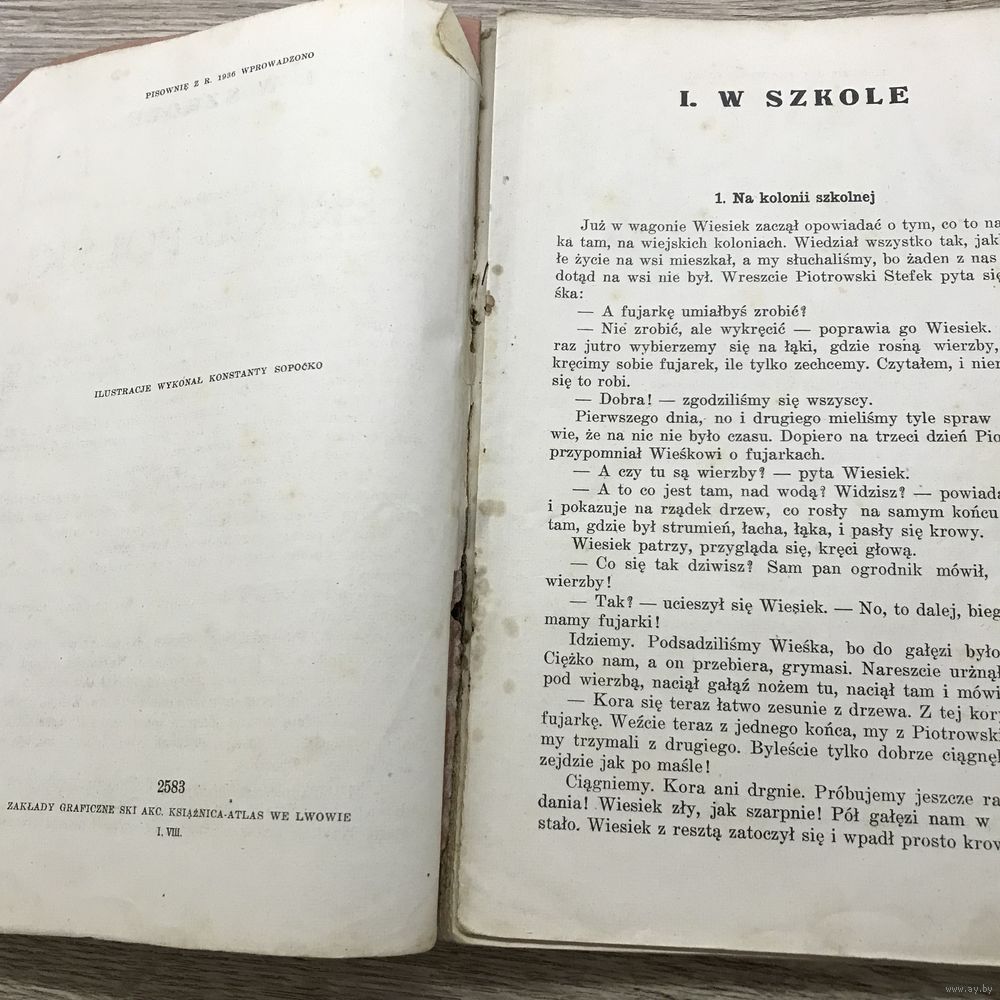 PISOWNIĘ Z R. 1936 WPROWADZONO
ILUSTRACJE WYKONAŁ KONSTANTY SOPOĆKO
2583
ZAKŁADY GRAFICZNE SKI AKC. KSIĄŻNICA-ATLAS WE LWOWIE
I. VIII.
I. W SZKOLE
1. Na kolonii szkolnej
Już w wagonie Wiesiek zaczął opowiadać o tym, co to na
ka tam, na wiejskich koloniach. Wiedział wszystko tak, jak
łe życie na wsi mieszkał, a my słuchaliśmy, bo żaden z nas
dotąd na wsi nie był. Wreszcie Piotrowski Stefek pyta się
śka:
— A fujarkę umiałbyś zrobić?
— Nie zrobić, ale wykręcić — poprawia go Wiesiek.
raz jutro wybierzemy się na łąki, gdzie rosną wierzby,
kręcimy sobie fujarek, ile tylko zechcemy. Czytałem, i nie
się to robi.
— Dobra! — zgodziliśmy się wszyscy.
Pierwszego dnia, no i drugiego mieliśmy tyle spraw
wie, że na nic nie było czasu. Dopiero na trzeci dzień Pio
przypomniał Wieśkowi o fujarkach.
— A czy tu są wierzby? — pyta Wiesiek.
— A to co jest tam, nad wodą? Widzisz? — powiada
i pokazuje na rządek drzew, co rosły na samym końcu
tam, gdzie był strumień, łacha, łąka, i pasły się krowy.
Wiesiek patrzy, przygląda się, kręci głową.
— Co się tak dziwisz? Sam pan ogrodnik mówił,
wierzby!
— Tak? — ucieszył się Wiesiek. — No, to dalej, bieg
mamy fujarki!
Idziemy. Podsadziliśmy Wieśka, bo do gałęzi było
Ciężko nam, a on przebiera, grymasi. Nareszcie urżnął
pod wierzbą, naciął gałąź nożem tu, naciął tam i mówi
— Kora się teraz łatwo zesunie z drzewa. Z tej kory
fujarkę. Weźcie teraz z jednego końca, my z Piotrowski
my trzymali z drugiego. Byleście tylko dobrze ciągnęl
zejdzie jak po maśle!
Ciągniemy. Kora ani drgnie. Próbujemy jeszcze ra
dania! Wiesiek zły, jak szarpnie! Pół gałęzi nam w
stało. Wiesiek z resztą zatoczył się i wpadł prosto krow
www.ay.by